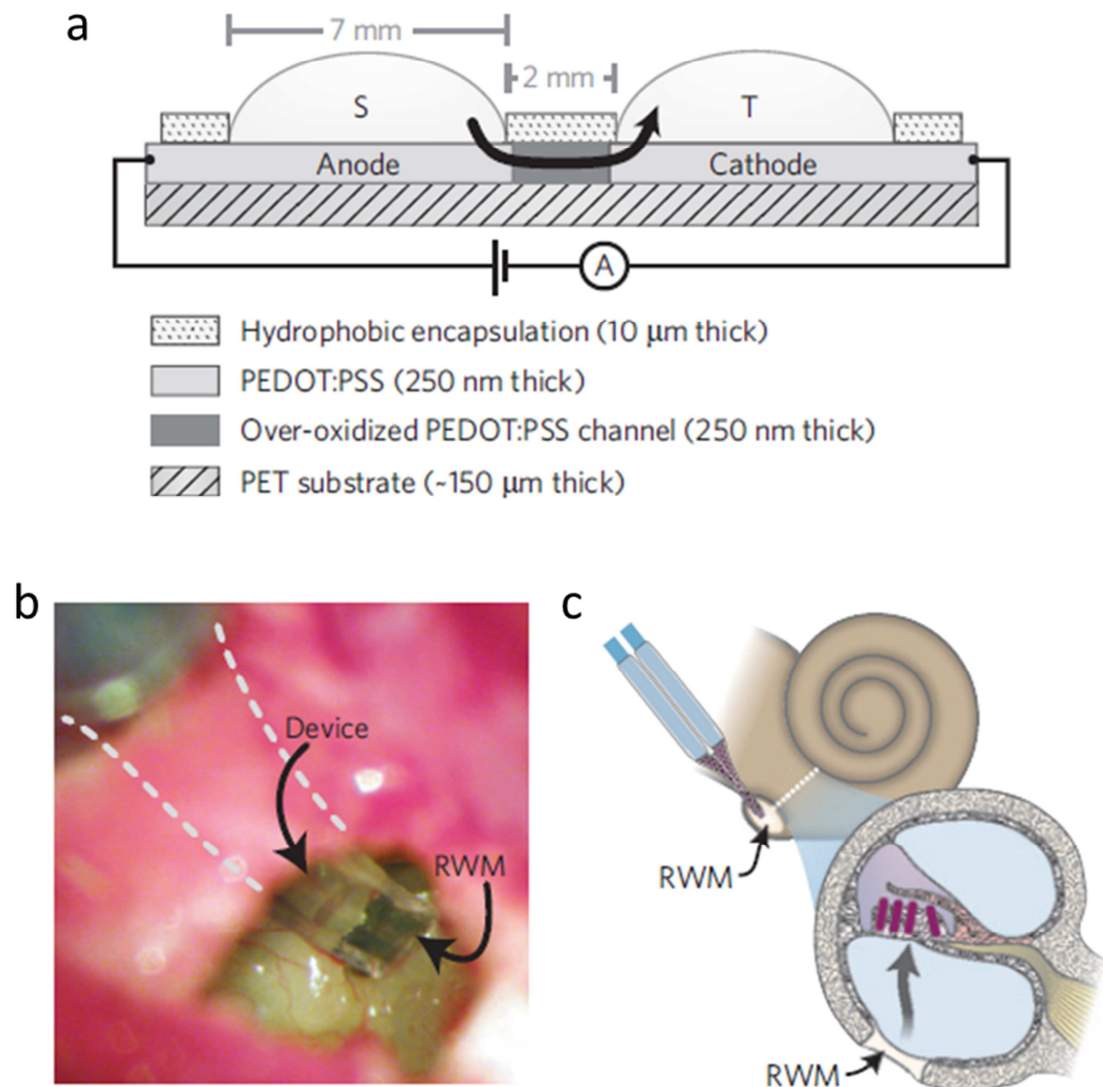 a
7 mm
2 mm
S
T
Anode
Cathode
A
Hydrophobic encapsulation (10 µm thick)
PEDOT:PSS (250 nm thick)
Over-oxidized PEDOT:PSS channel (250 nm thick)
PET substrate (~150 µm thick)
b
Device
RWM
c
RWM
RWM